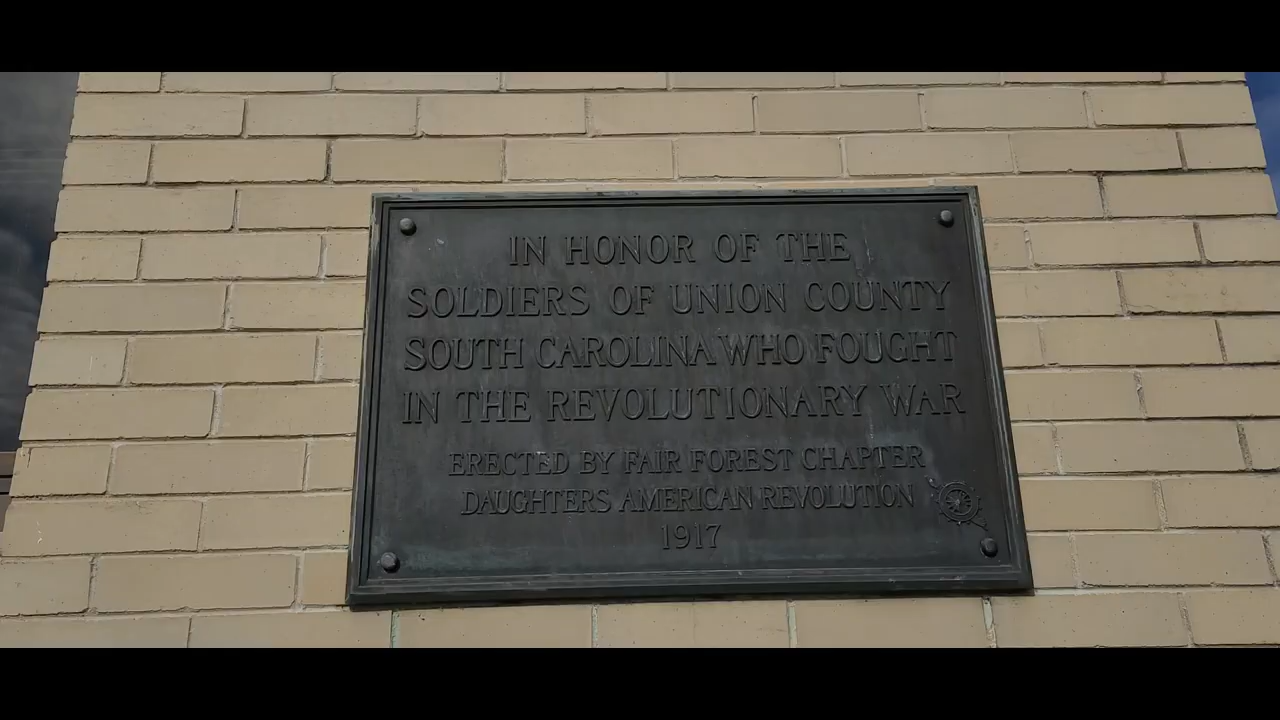 IN HONOR OF THE
SOLDIERS OF UNION COUNTY
SOUTH CAROLINA WHO FOUGHT
IN THE REVOLUTIONARY WAR
ERECTED BY FAIR FOREST CHAPTER
DAUGHTERS AMERICAN REVOLUTION
1917